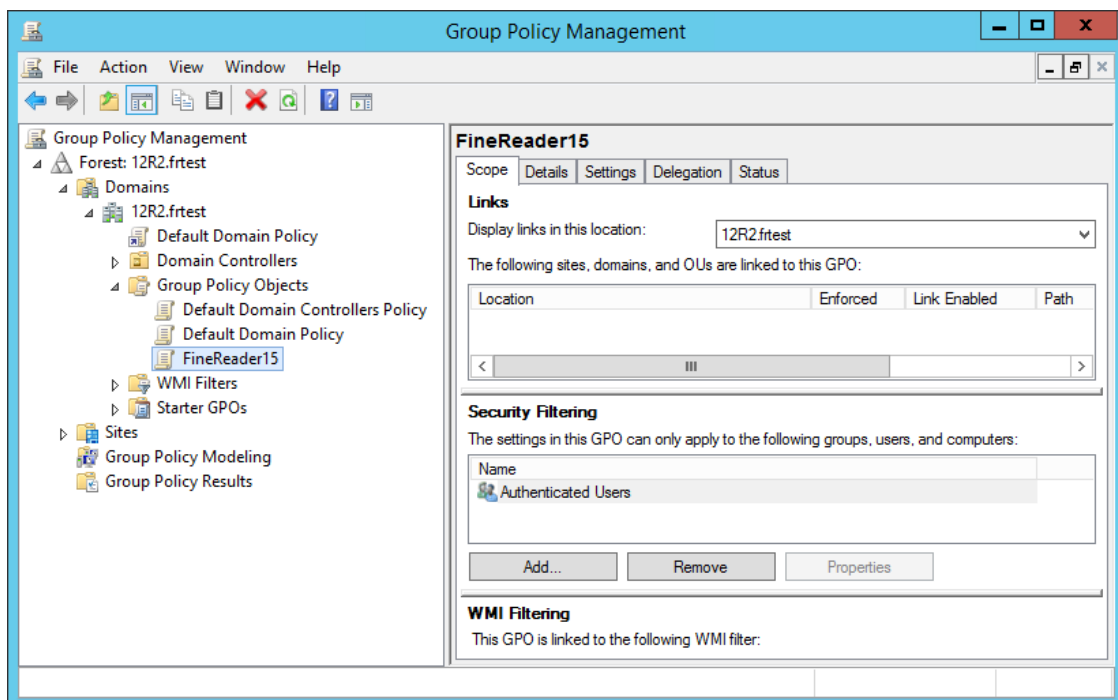 Group Policy Management
File Action View Window Help
Group Policy Management
Forest: 12R2.frtest
Domains
12R2.frtest
Default Domain Policy
Domain Controllers
Group Policy Objects
Default Domain Controllers Policy
Default Domain Policy
FineReader15
WMI Filters
Starter GPOs
Sites
Group Policy Modeling
Group Policy Results
FineReader15
Scope Details Settings Delegation Status
Links
Display links in this location: 12R2.frtest
The following sites, domains, and OUs are linked to this GPO:
Location Enforced Link Enabled Path
Security Filtering
The settings in this GPO can only apply to the following groups, users, and computers:
Name
Authenticated Users
Add... Remove Properties
WMI Filtering
This GPO is linked to the following WMI filter: